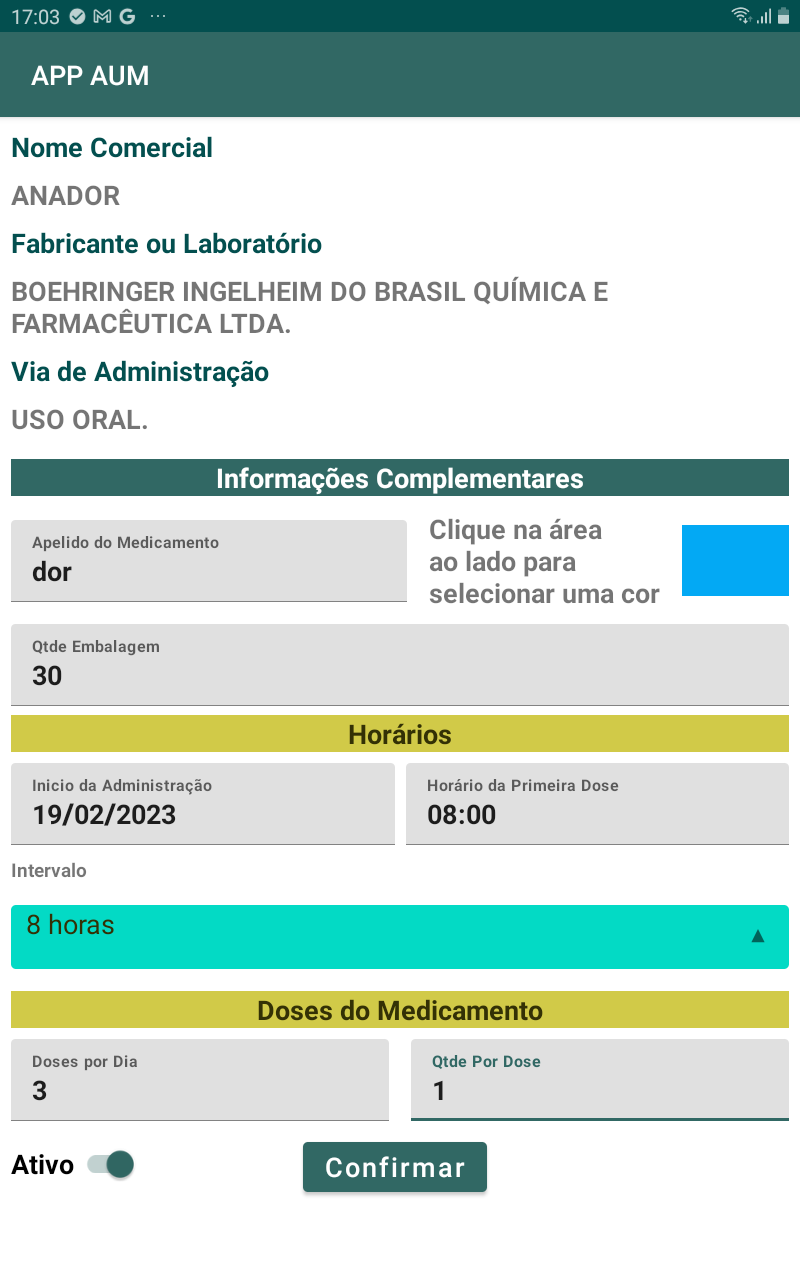 17:03
APP AUM
Nome Comercial
ANADOR
Fabricante ou Laboratório
BOEHRINGER INGELHEIM DO BRASIL QUÍMICA E
FARMACÊUTICA LTDA.
Via de Administração
USO ORAL.
Informações Complementares
Apelido do Medicamento
dor
Clique na área
ao lado para
selecionar uma cor
Qtde Embalagem
30
Horários
Inicio da Administração
19/02/2023
Horário da Primeira Dose
08:00
Intervalo
8 horas
Doses do Medicamento
Doses por Dia
3
Qtde Por Dose
1
Ativo
Confirmar